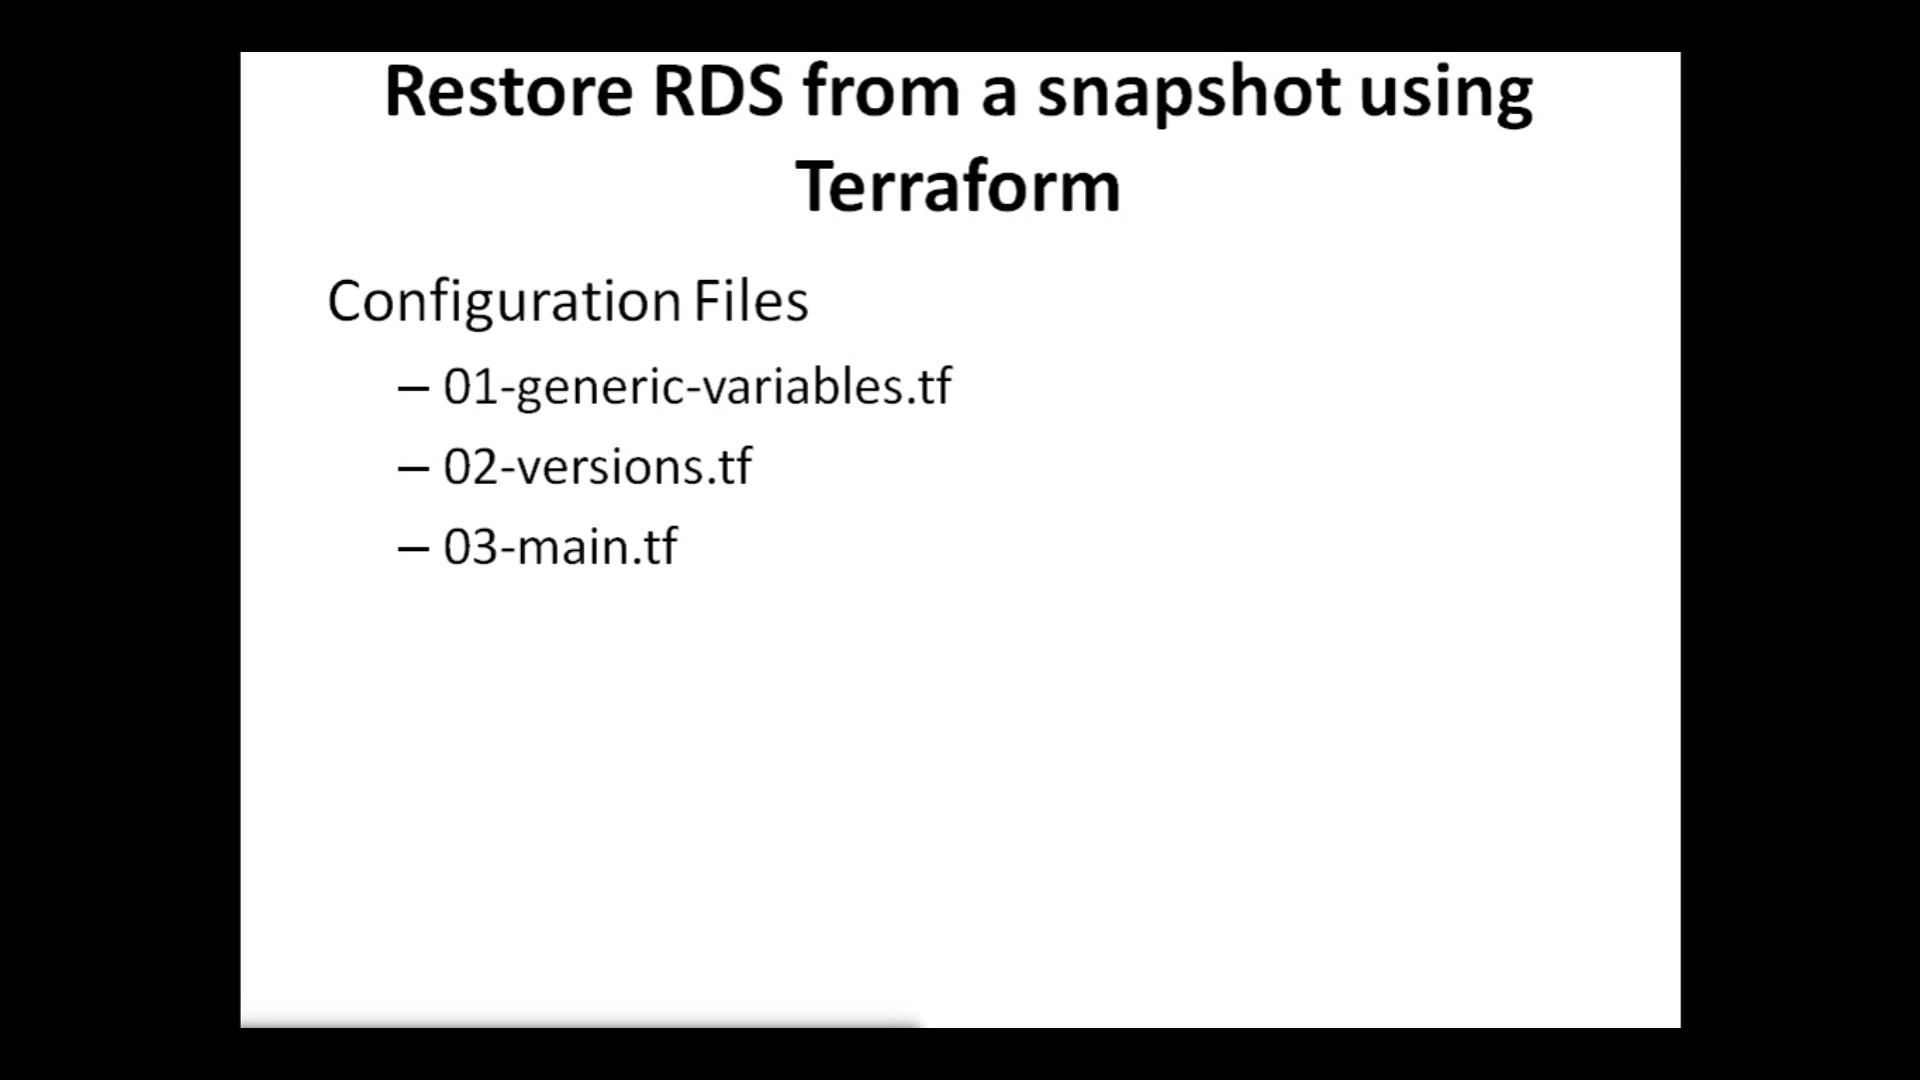 Restore RDS from a snapshot using
Terraform
Configuration Files
– 01-generic-variables.tf
– 02-versions.tf
– 03-main.tf